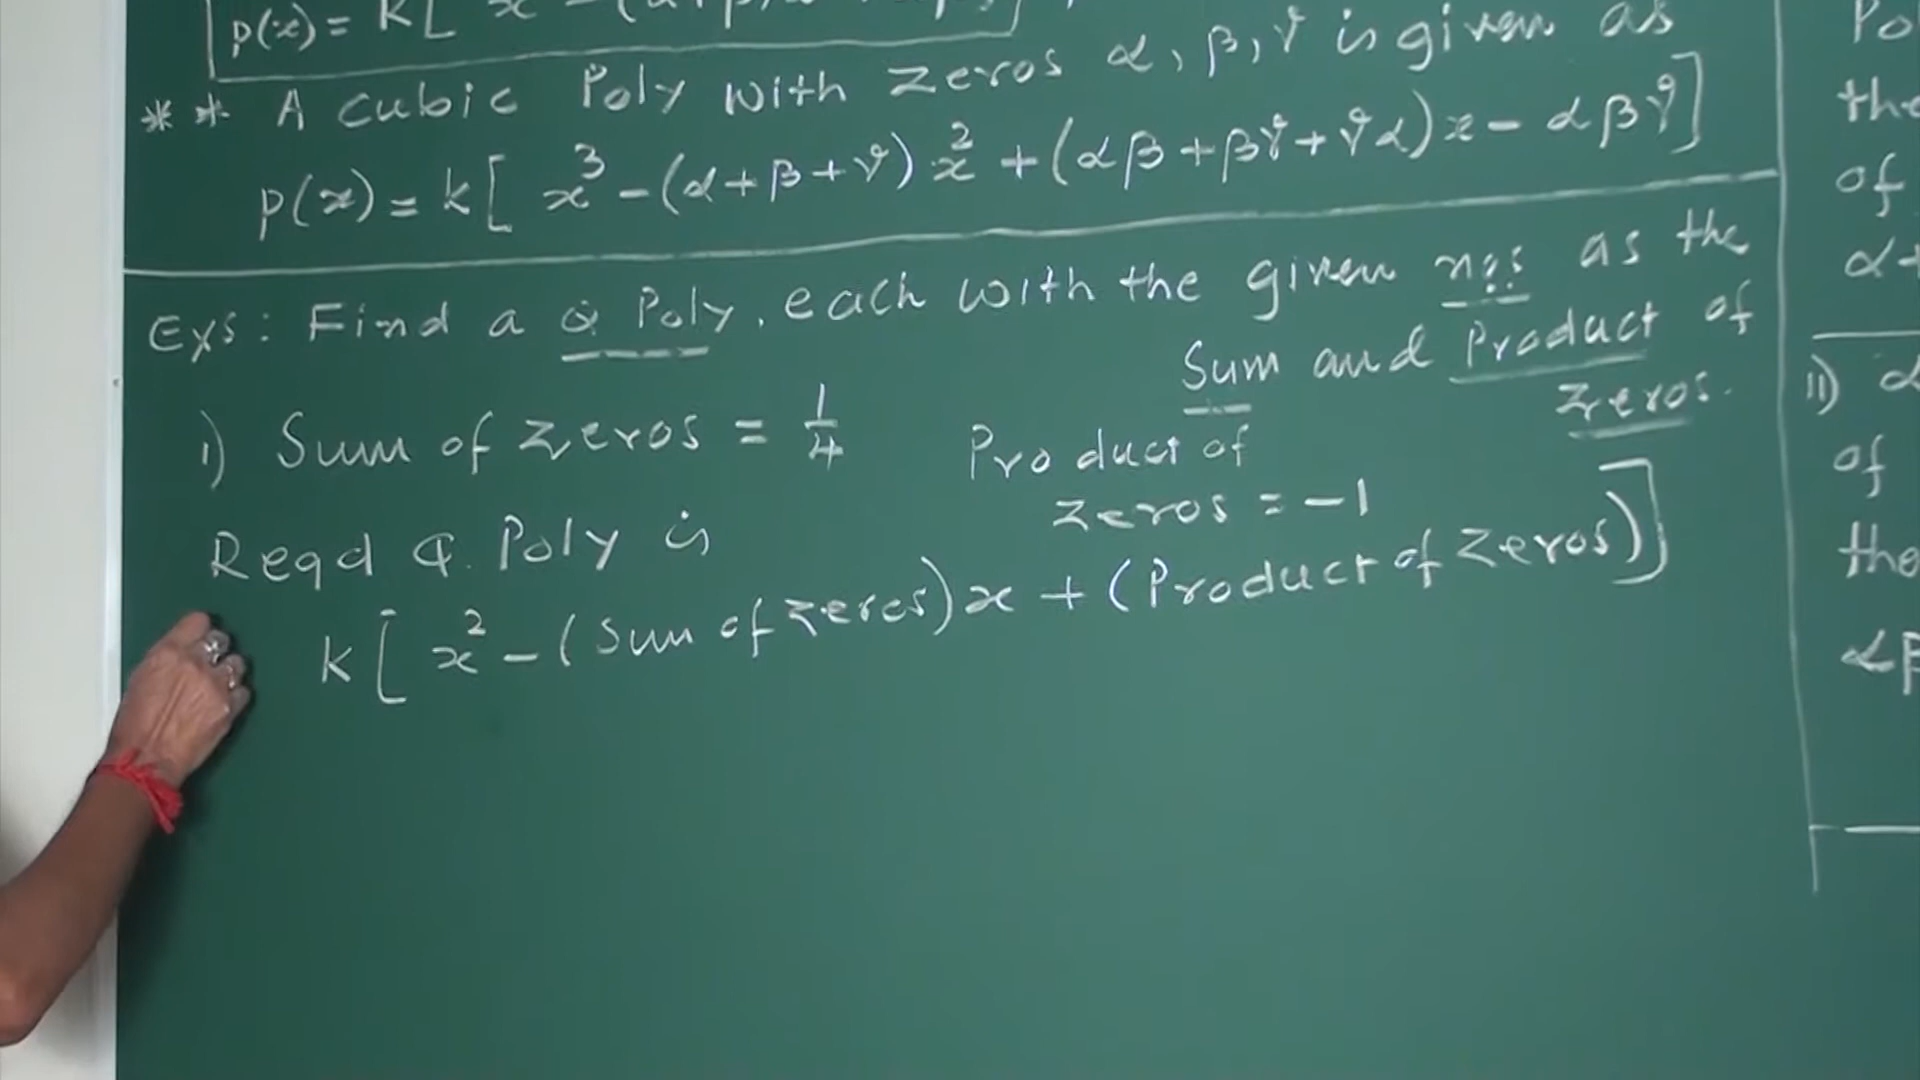 p(x) = k[ x
** A cubic Poly with zeros α, β, γ is given as
p(x) = k[ x³ - (α+β+γ) x² + (αβ + βγ + γα)x - αβγ]
Exs: Find a Q Poly, each with the given nos as the
Sum and Product of
zeros.
i) Sum of zeros = 1/4
Product of
zeros = -1
Reqd Q. Poly is
k[ x² - (Sum of zeros)x + (Product of zeros)]
Po
the
of
α+
ii) α
of
the
αβ